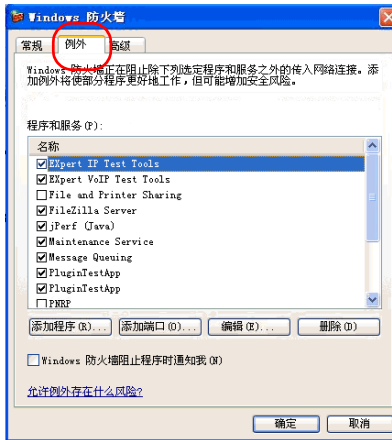 Windows 防火墙
常规 例外 高级
Windows 防火墙正在阻止除下列选定程序和服务之外的传入网络连接。添
加例外将使部分程序更好地工作，但可能增加安全风险。
程序和服务(P):
名称
EXpert IP Test Tools
EXpert VoIP Test Tools
File and Printer Sharing
FileZilla Server
jPerf (Java)
Maintenance Service
Message Queuing
PluginTestApp
PluginTestApp
PNRP
添加程序(R)... 添加端口(O)... 编辑(E)... 删除(D)
Windows 防火墙阻止程序时通知我(N)
允许例外存在什么风险?
确定 取消